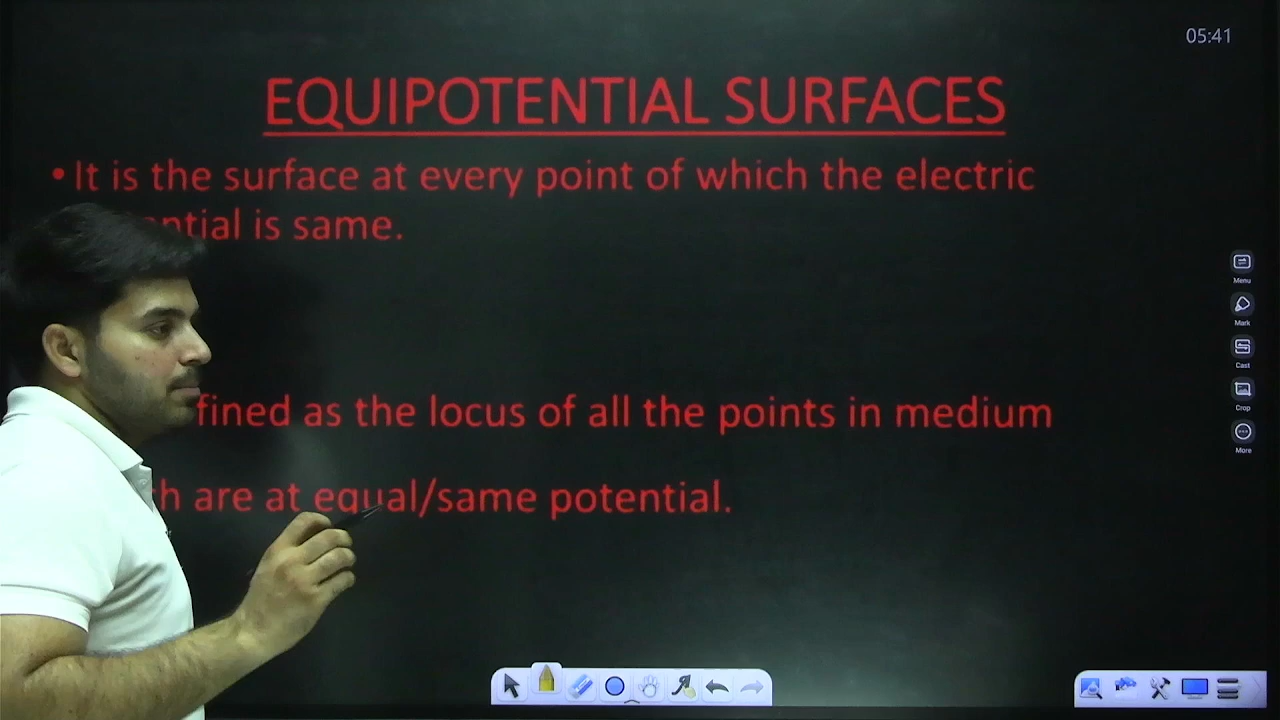 05:41
EQUIPOTENTIAL SURFACES
• It is the surface at every point of which the electric
ntial is same.
fined as the locus of all the points in medium
h are at equal/same potential.
Menu
Mark
Cast
Crop
More